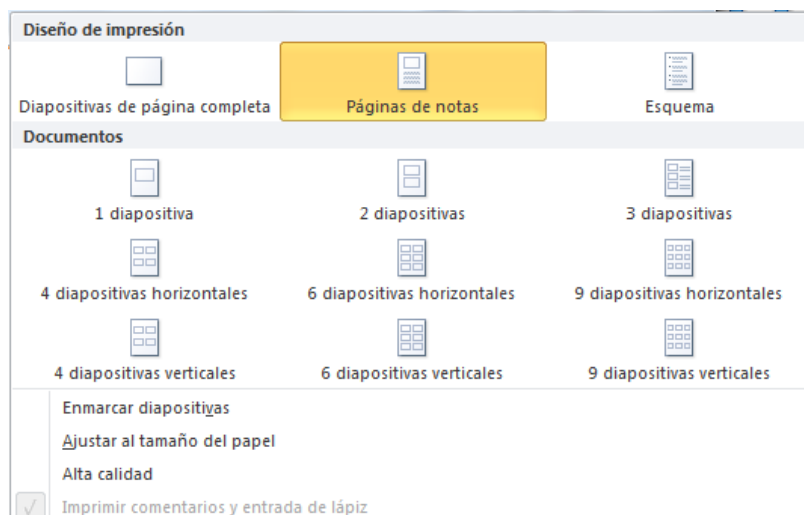 Diseño de impresión
Diapositivas de página completa
Páginas de notas
Esquema
Documentos
1 diapositiva
2 diapositivas
3 diapositivas
4 diapositivas horizontales
6 diapositivas horizontales
9 diapositivas horizontales
4 diapositivas verticales
6 diapositivas verticales
9 diapositivas verticales
Enmarcar diapositivas
Ajustar al tamaño del papel
Alta calidad
Imprimir comentarios y entrada de lápiz